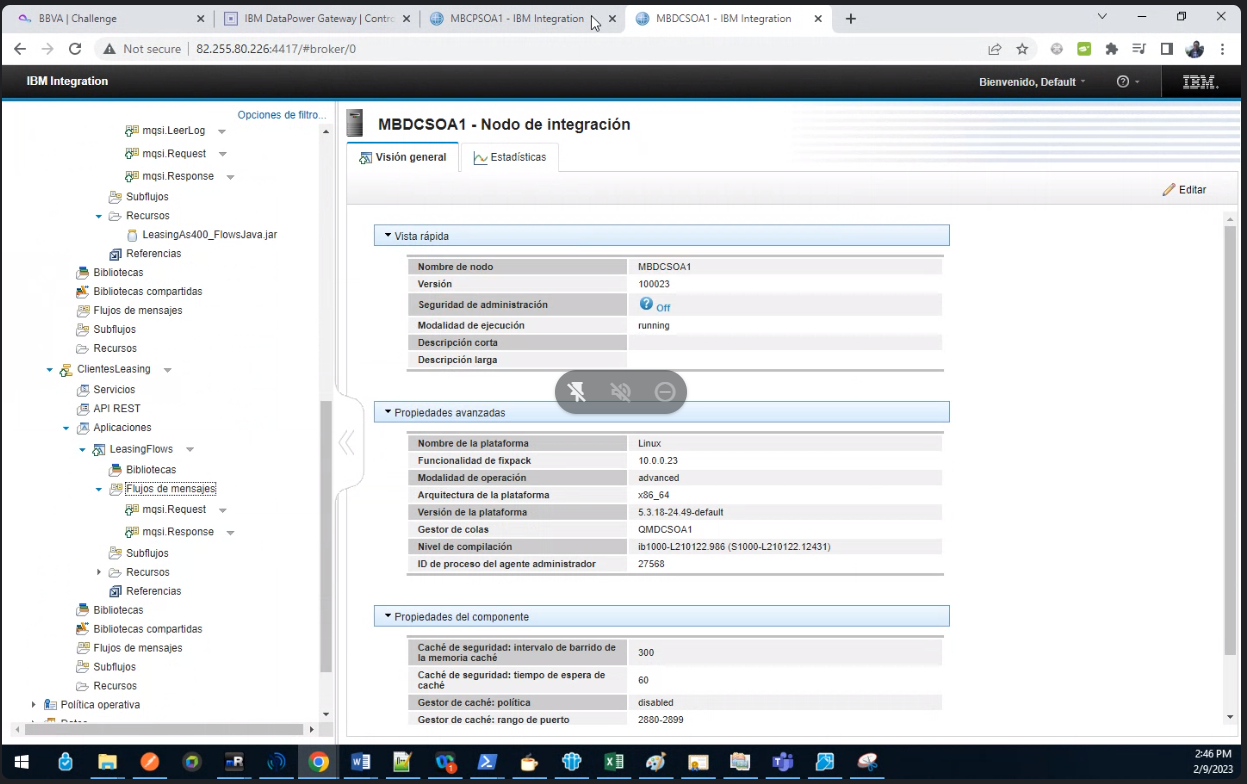 BBVA | Challenge
IBM DataPower Gateway | Contro
MBCPSOA1 - IBM Integration
MBDCSOA1 - IBM Integration
Not secure
82.255.80.226:4417/#broker/0
IBM Integration
Bienvenido, Default
IBM.
Opciones de filtro...
mqsi.LeerLog
mqsi.Request
mqsi.Response
Subflujos
Recursos
LeasingAs400_FlowsJava.jar
Referencias
Bibliotecas
Bibliotecas compartidas
Flujos de mensajes
Subflujos
Recursos
ClientesLeasing
Servicios
API REST
Aplicaciones
LeasingFlows
Bibliotecas
Flujos de mensajes
mqsi.Request
mqsi.Response
Subflujos
Recursos
Referencias
Bibliotecas
Bibliotecas compartidas
Flujos de mensajes
Subflujos
Recursos
Política operativa
MBDCSOA1 - Nodo de integración
Visión general
Estadísticas
Editar
Vista rápida
Nombre de nodo MBDCSOA1
Versión 100023
Seguridad de administración Off
Modalidad de ejecución running
Descripción corta
Descripción larga
Propiedades avanzadas
Nombre de la plataforma Linux
Funcionalidad de fixpack 10.0.0.23
Modalidad de operación advanced
Arquitectura de la plataforma x86_64
Versión de la plataforma 5.3.18-24.49-default
Gestor de colas QMDCSOA1
Nivel de compilación ib1000-L210122.986 (S1000-L210122.12431)
ID de proceso del agente administrador 27568
Propiedades del componente
Caché de seguridad: intervalo de barrido de
la memoria caché 300
Caché de seguridad: tiempo de espera de
caché 60
Gestor de caché: política disabled
Gestor de caché: rango de puerto 2880-2899
2:46 PM
2/9/2023